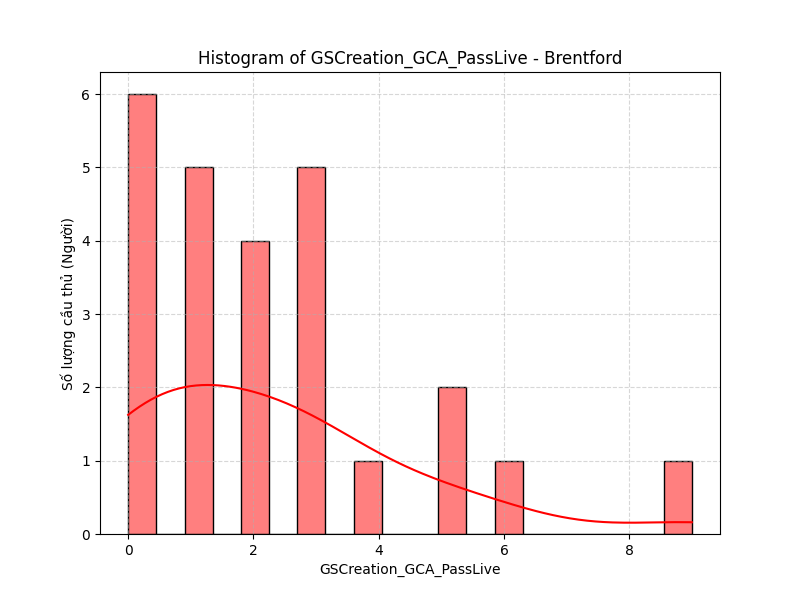 Histogram of GSCreation_GCA_PassLive - Brentford
Số lượng cầu thủ (Người)
6
5
4
3
2
1
0
0 2 4 6 8
GSCreation_GCA_PassLive